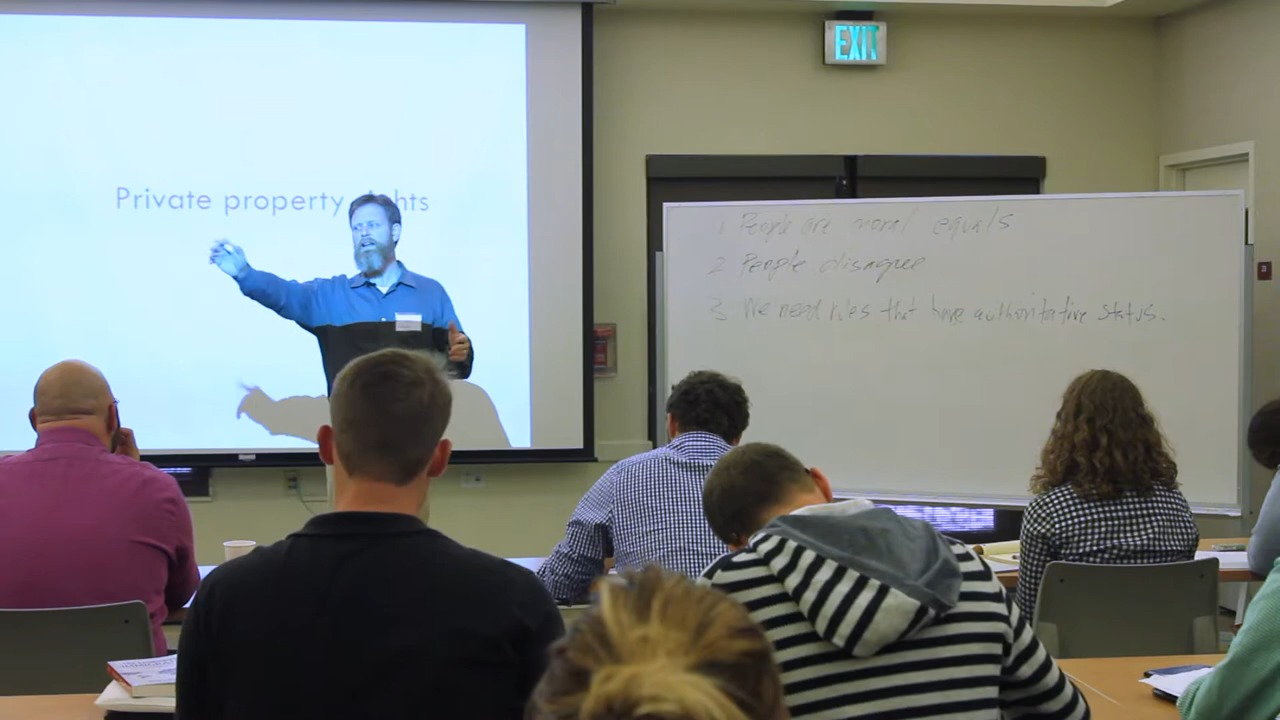 EXIT
Private property
1 People are moral equals
2 People disagree
3 We need rules that have authoritative status.